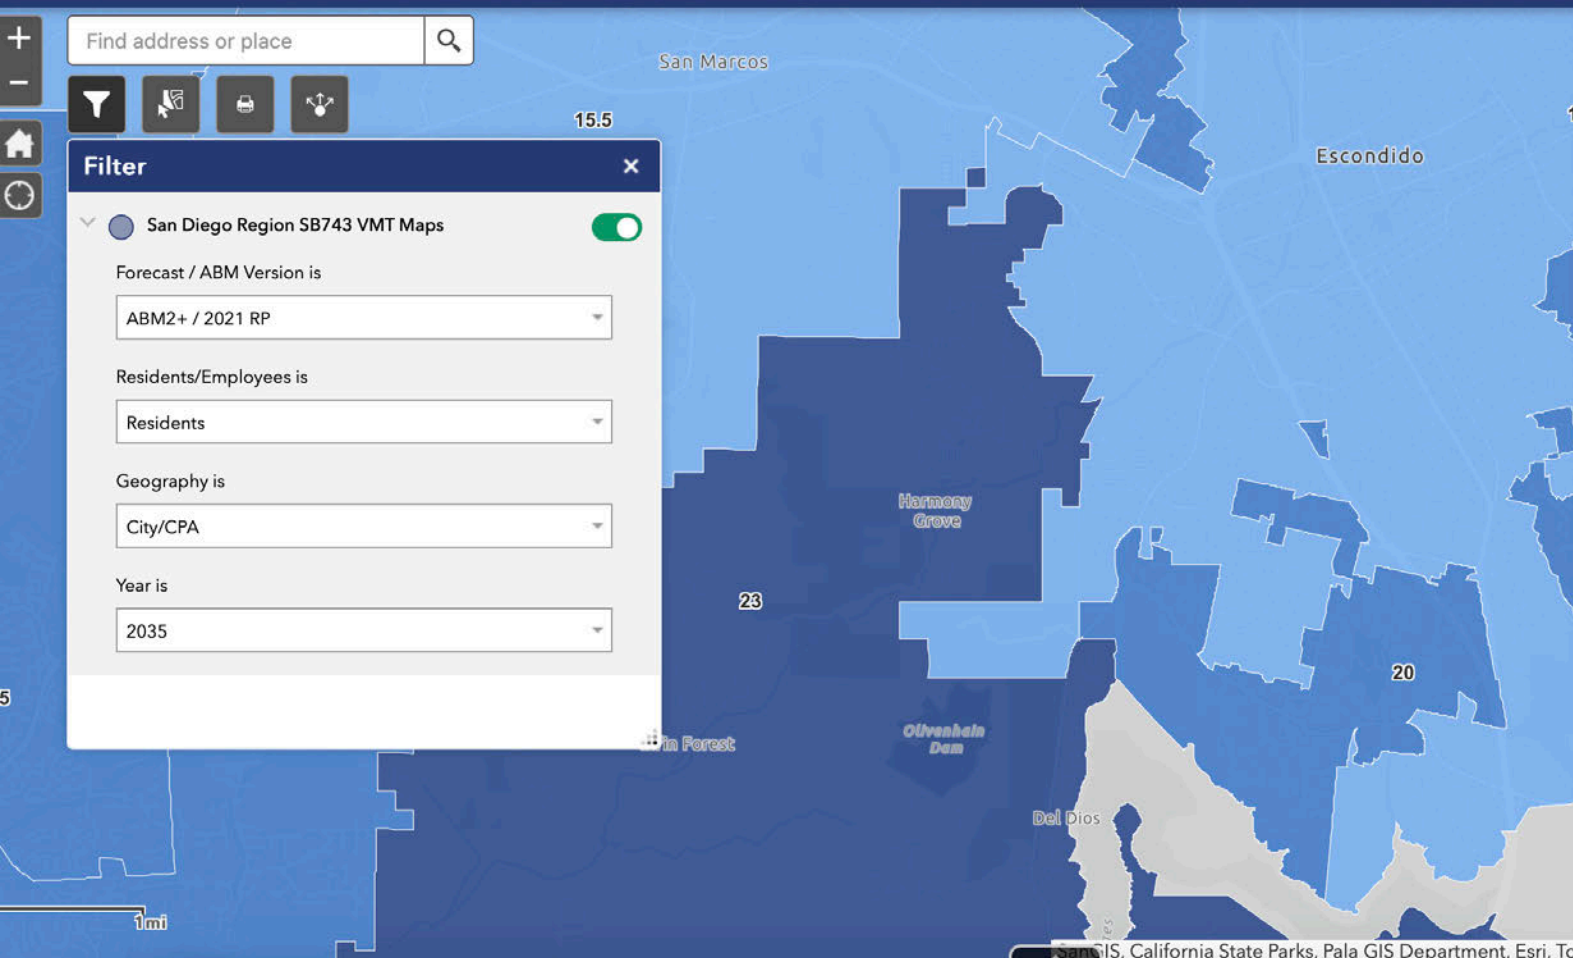 +
Find address or place
San Marcos
−
15.5
Escondido
Filter
×
San Diego Region SB743 VMT Maps
Forecast / ABM Version is
ABM2+ / 2021 RP
Residents/Employees is
Residents
Geography is
City/CPA
Harmony
Grove
Year is
23
2035
20
5
in Forest
Olivenhain
Dam
Del Dios
1mi
SanGIS, California State Parks, Pala GIS Department, Esri, To